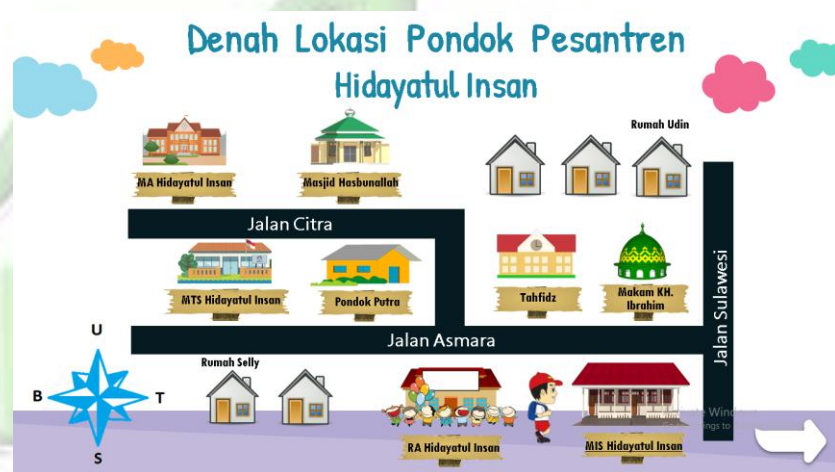 Denah Lokasi Pondok Pesantren
Hidayatul Insan
Rumah Udin
MA Hidayatul Insan
Masjid Hasbunallah
Jalan Citra
MTS Hidayatul Insan
Pondok Putra
Tahfidz
Makam KH.
Ibrahim
Jalan Sulawesi
Jalan Asmara
U
B
T
S
Rumah Selly
RA Hidayatul Insan
MIS Hidayatul Insan